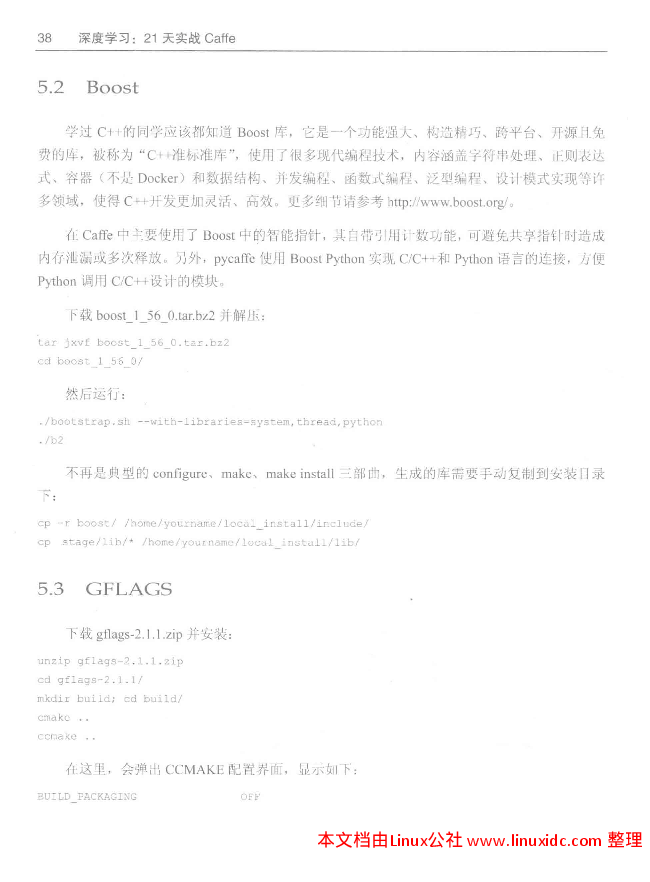 38 深度学习：21 天实战 Caffe
5.2 Boost
学过 C++的同学应该都知道 Boost 库，它是一个功能强大、构造精巧、跨平台、开源且免
费的库，被称为“C++准标准库”，使用了很多现代编程技术，内容涵盖字符串处理、正则表达
式、容器（不是 Docker）和数据结构、并发编程、函数式编程、泛型编程、设计模式实现等许
多领域，使得 C++开发更加灵活、高效。更多细节请参考 http://www.boost.org/。
在 Caffe 中主要使用了 Boost 中的智能指针，其自带引用计数功能，可避免共享指针时造成
内存泄漏或多次释放。另外，pycaffe 使用 Boost Python 实现 C/C++和 Python 语言的连接，方便
Python 调用 C/C++设计的模块。
下载 boost_1_56_0.tar.bz2 并解压：
tar jxvf boost_1_56_0.tar.bz2
cd boost_1_56_0/
然后运行：
./bootstrap.sh --with-libraries=system,thread,python
./b2
不再是典型的 configure、make、make install 三部曲，生成的库需要手动复制到安装目录
下：
cp -r boost/ /home/yourname/local_install/include/
cp stage/lib/* /home/yourname/local_install/lib/
5.3 GFLAGS
下载 gflags-2.1.1.zip 并安装：
unzip gflags-2.1.1.zip
cd gflags-2.1.1/
mkdir build; cd build/
cmake ..
ccmake ..
在这里，会弹出 CCMAKE 配置界面，显示如下：
BUILD_PACKAGING OFF
本文档由Linux公社 www.linuxidc.com 整理